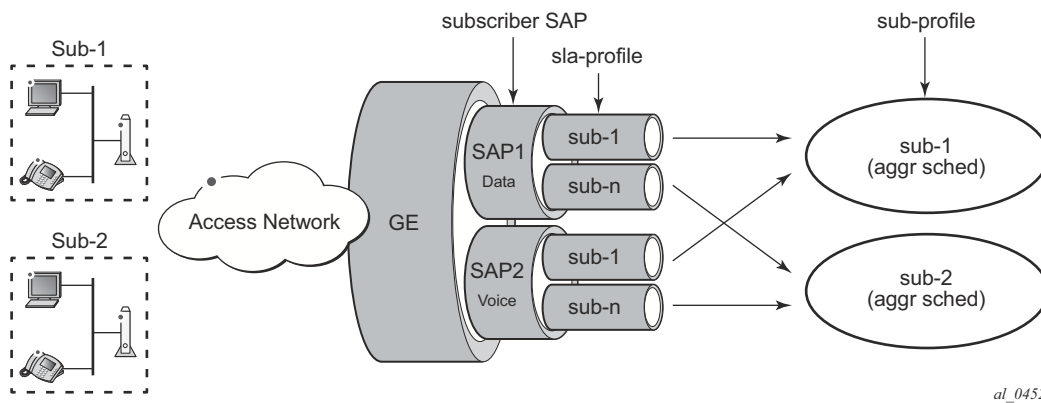 subscriber SAP
sub-profile
Sub-1
sla-profile
sub-1
SAP1
Data
sub-n
sub-1
(aggr sched)
Access Network
GE
Sub-2
sub-1
SAP2
Voice
sub-n
sub-2
(aggr sched)
al_0452